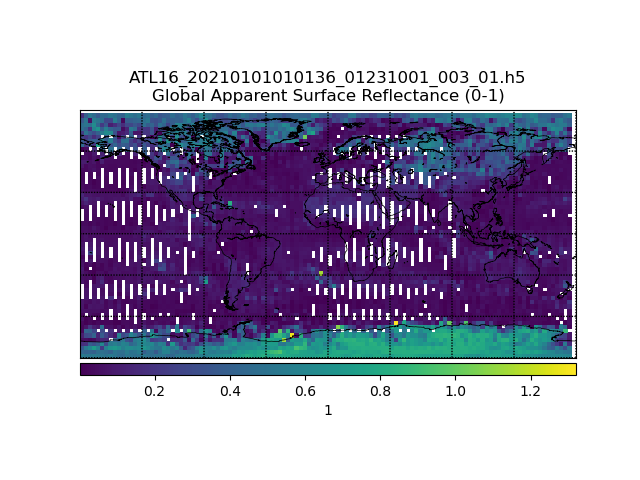 ATL16_20210101010136_01231001_003_01.h5
Global Apparent Surface Reflectance (0-1)
0.2 0.4 0.6 0.8 1.0 1.2
1